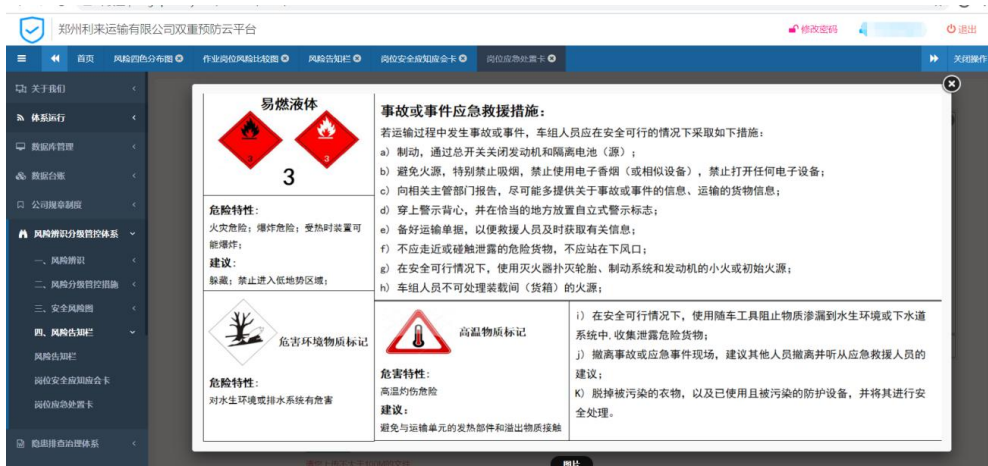 郑州利来运输有限公司双重预防云平台
修改密码
退出
首页
风险四色分布图
作业岗位风险比较图
风险告知栏
岗位安全应知应会卡
岗位应急处置卡
关闭操作
关于我们
体系运行
数据库管理
数据台账
公司规章制度
风险辨识分级管控体系
一、风险辨识
二、风险分级管控措施
三、安全风险图
四、风险告知栏
风险告知栏
岗位安全应知应会卡
岗位应急处置卡
隐患排查治理体系
易燃液体
3
3
3
危险特性：
火灾危险；爆炸危险；受热时装置可
能爆炸；
建议：
躲藏；禁止进入低地势区域；
危害环境物质标记
危险特性：
对水生环境或排水系统有危害
事故或事件应急救援措施：
若运输过程中发生事故或事件，车组人员应在安全可行的情况下采取如下措施：
a）制动，通过总开关关闭发动机和隔离电池（源）；
b）避免火源，特别禁止吸烟，禁止使用电子香烟（或相似设备），禁止打开任何电子设备；
c）向相关主管部门报告，尽可能多提供关于事故或事件的信息、运输的货物信息；
d）穿上警示背心，并在恰当的地方放置自立式警示标志；
e）备好运输单据，以便救援人员及时获取有关信息；
f）不应走近或碰触泄露的危险货物，不应站在下风口；
g）在安全可行情况下，使用灭火器扑灭轮胎、制动系统和发动机的小火或初始火源；
h）车组人员不可处理装载间（货箱）的火源；
高温物质标记
危害特性：
高温灼伤危险
建议：
避免与运输单元的发热部件和溢出物质接触
i）在安全可行情况下，使用随车工具阻止物质渗漏到水生环境或下水道
系统中，收集泄露危险货物；
j）撤离事故或应急事件现场，建议其他人员撤离并听从应急救援人员的
建议；
K）脱掉被污染的衣物，以及已使用且被污染的防护设备，并将其进行安
全处理。
图片